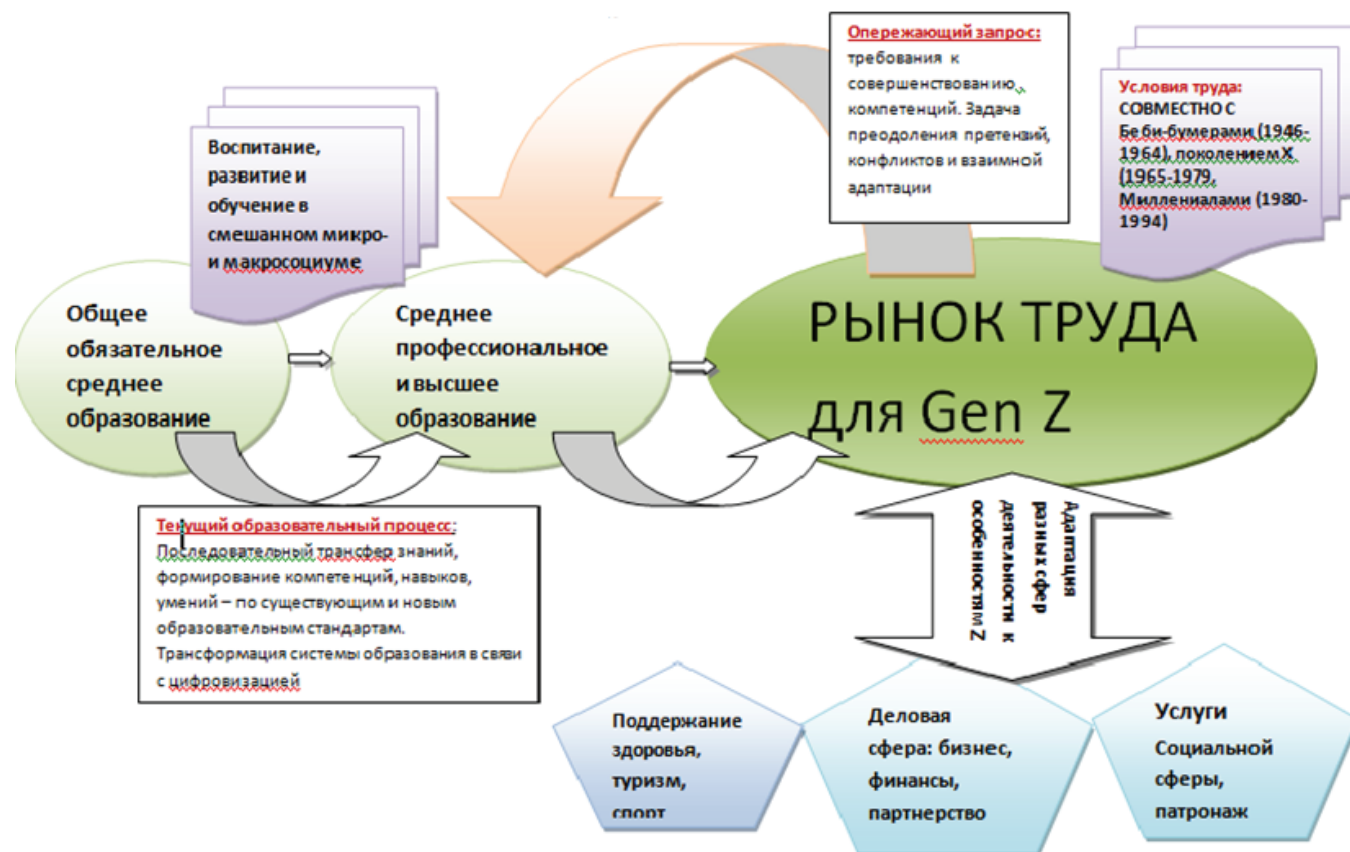 Опережающий запрос:
требования к
совершенствованию,
компетенций. Задача
преодоления претензий,
конфликтов и взаимной
адаптации
Условия труда:
СОВМЕСТНО С
Беби-бумерами (1946-
1964), поколением Х
(1965-1979,
Миллениалами (1980-
1994)
Воспитание,
развитие и
обучение в
смешанном микро-
и макросоциуме
Общее
обязательное
среднее
образование
Среднее
профессиональное
и высшее
образование
РЫНОК ТРУДА
для Gen Z
Текущий образовательный процесс:
Последовательный трансфер знаний,
формирование компетенций, навыков,
умений – по существующим и новым
образовательным стандартам.
Трансформация системы образования в связи
с цифровизацией
Адаптация
разных сфер
деятельности к
особенностям Z
Поддержание
здоровья,
туризм,
спорт
Деловая
сфера: бизнес,
финансы,
партнерство
Услуги
Социальной
сферы,
патронаж